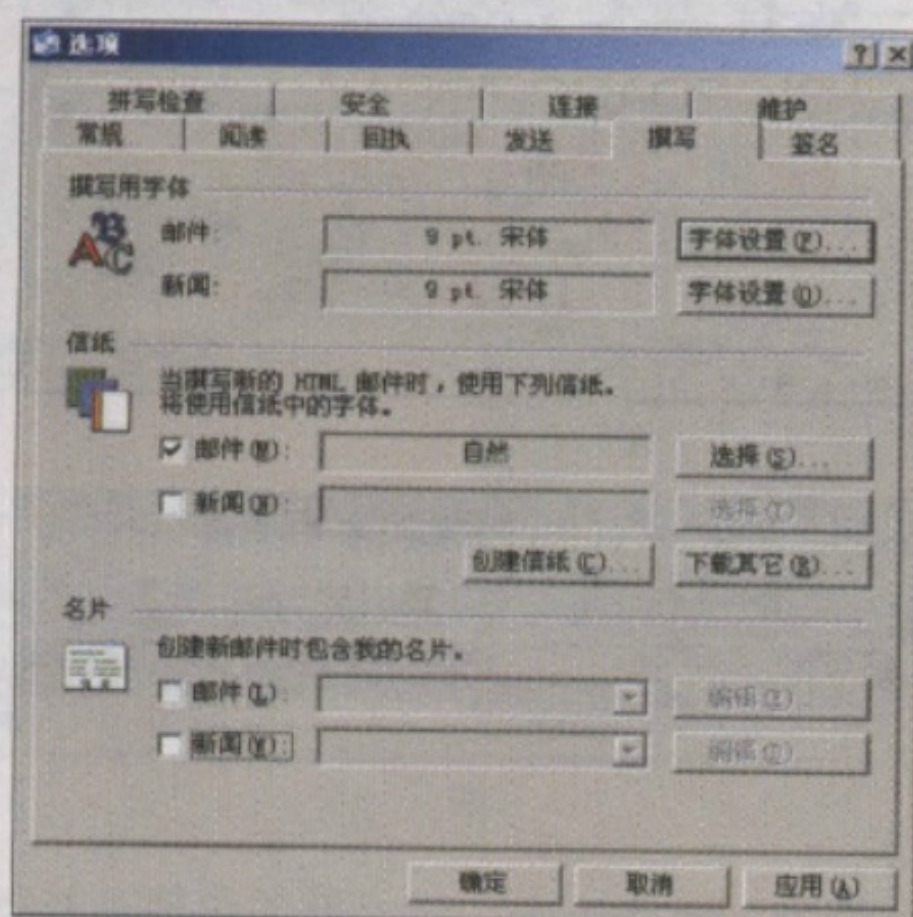 选项
拼写检查 安全 连接 维护
常规 阅读 回执 发送 撰写 签名
撰写用字体
邮件: 9 pt. 宋体 字体设置(F)...
新闻: 9 pt. 宋体 字体设置(O)...
信纸
当撰写新的 HTML 邮件时，使用下列信纸。
将使用信纸中的字体。
邮件(M): 自然 选择(S)...
新闻(N): 选择(T)
创建信纸(C)... 下载其它(R)...
名片
创建新邮件时包含我的名片。
邮件(L): 编辑(E)
新闻(W): 编辑
确定 取消 应用(A)